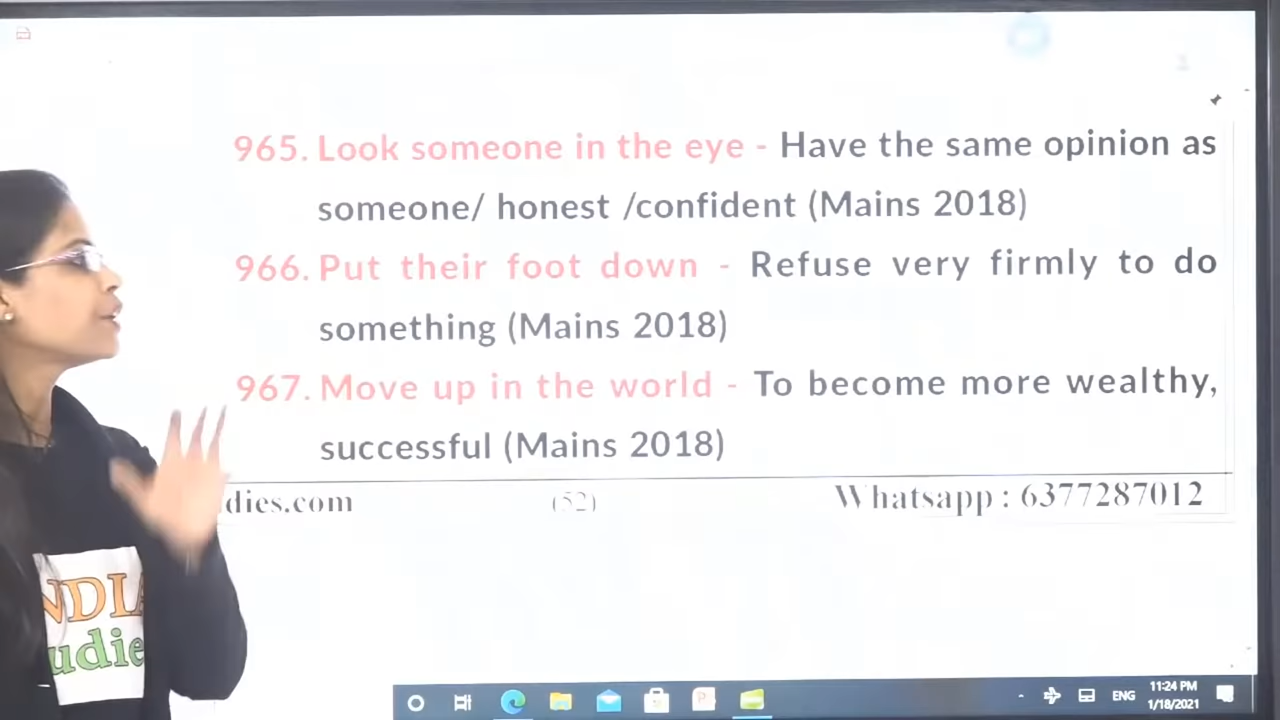 965. Look someone in the eye - Have the same opinion as
someone/ honest /confident (Mains 2018)
966. Put their foot down - Refuse very firmly to do
something (Mains 2018)
967. Move up in the world - To become more wealthy,
successful (Mains 2018)
dies.com (52) Whatsapp : 6377287012
NDIA
udie
ENG 11:24 PM
1/18/2021